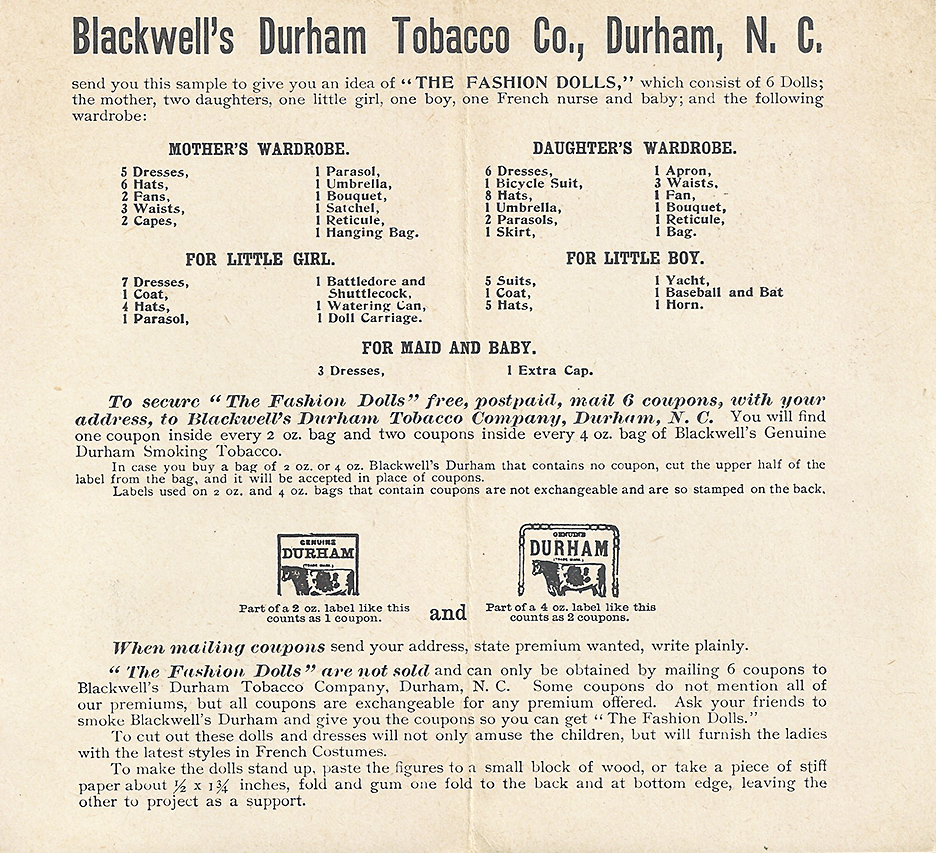 Blackwell's Durham Tobacco Co., Durham, N. C.
send you this sample to give you an idea of "THE FASHION DOLLS," which consist of 6 Dolls;
the mother, two daughters, one little girl, one boy, one French nurse and baby; and the following
wardrobe:
MOTHER'S WARDROBE.
5 Dresses,
6 Hats,
2 Fans,
3 Waists,
2 Capes,
1 Parasol,
1 Umbrella,
1 Bouquet,
1 Satchel,
1 Reticule,
1 Hanging Bag.
DAUGHTER'S WARDROBE.
6 Dresses,
1 Bicycle Suit,
8 Hats,
1 Umbrella,
2 Parasols,
1 Skirt,
1 Apron,
3 Waists,
1 Fan,
1 Bouquet,
1 Reticule,
1 Bag.
FOR LITTLE GIRL.
7 Dresses,
1 Coat,
4 Hats,
1 Parasol,
1 Battledore and
Shuttlecock,
1 Watering Can,
1 Doll Carriage.
FOR LITTLE BOY.
5 Suits,
1 Coat,
5 Hats,
1 Yacht,
1 Baseball and Bat
1 Horn.
FOR MAID AND BABY.
3 Dresses, 1 Extra Cap.
To secure "The Fashion Dolls" free, postpaid, mail 6 coupons, with your
address, to Blackwell's Durham Tobacco Company, Durham, N. C. You will find
one coupon inside every 2 oz. bag and two coupons inside every 4 oz. bag of Blackwell's Genuine
Durham Smoking Tobacco.
In case you buy a bag of 2 oz. or 4 oz. Blackwell's Durham that contains no coupon, cut the upper half of the
label from the bag, and it will be accepted in place of coupons.
Labels used on 2 oz. and 4 oz. bags that contain coupons are not exchangeable and are so stamped on the back.
GENUINE
DURHAM
(TRADE MARK.)
Part of a 2 oz. label like this
counts as 1 coupon.
and
GENUINE
DURHAM
(TRADE MARK.)
Part of a 4 oz. label like this
counts as 2 coupons.
When mailing coupons send your address, state premium wanted, write plainly.
"The Fashion Dolls" are not sold and can only be obtained by mailing 6 coupons to
Blackwell's Durham Tobacco Company, Durham, N. C. Some coupons do not mention all of
our premiums, but all coupons are exchangeable for any premium offered. Ask your friends to
smoke Blackwell's Durham and give you the coupons so you can get "The Fashion Dolls."
To cut out these dolls and dresses will not only amuse the children, but will furnish the ladies
with the latest styles in French Costumes.
To make the dolls stand up, paste the figures to a small block of wood, or take a piece of stiff
paper about ½ x 1¾ inches, fold and gum one fold to the back and at bottom edge, leaving the
other to project as a support.